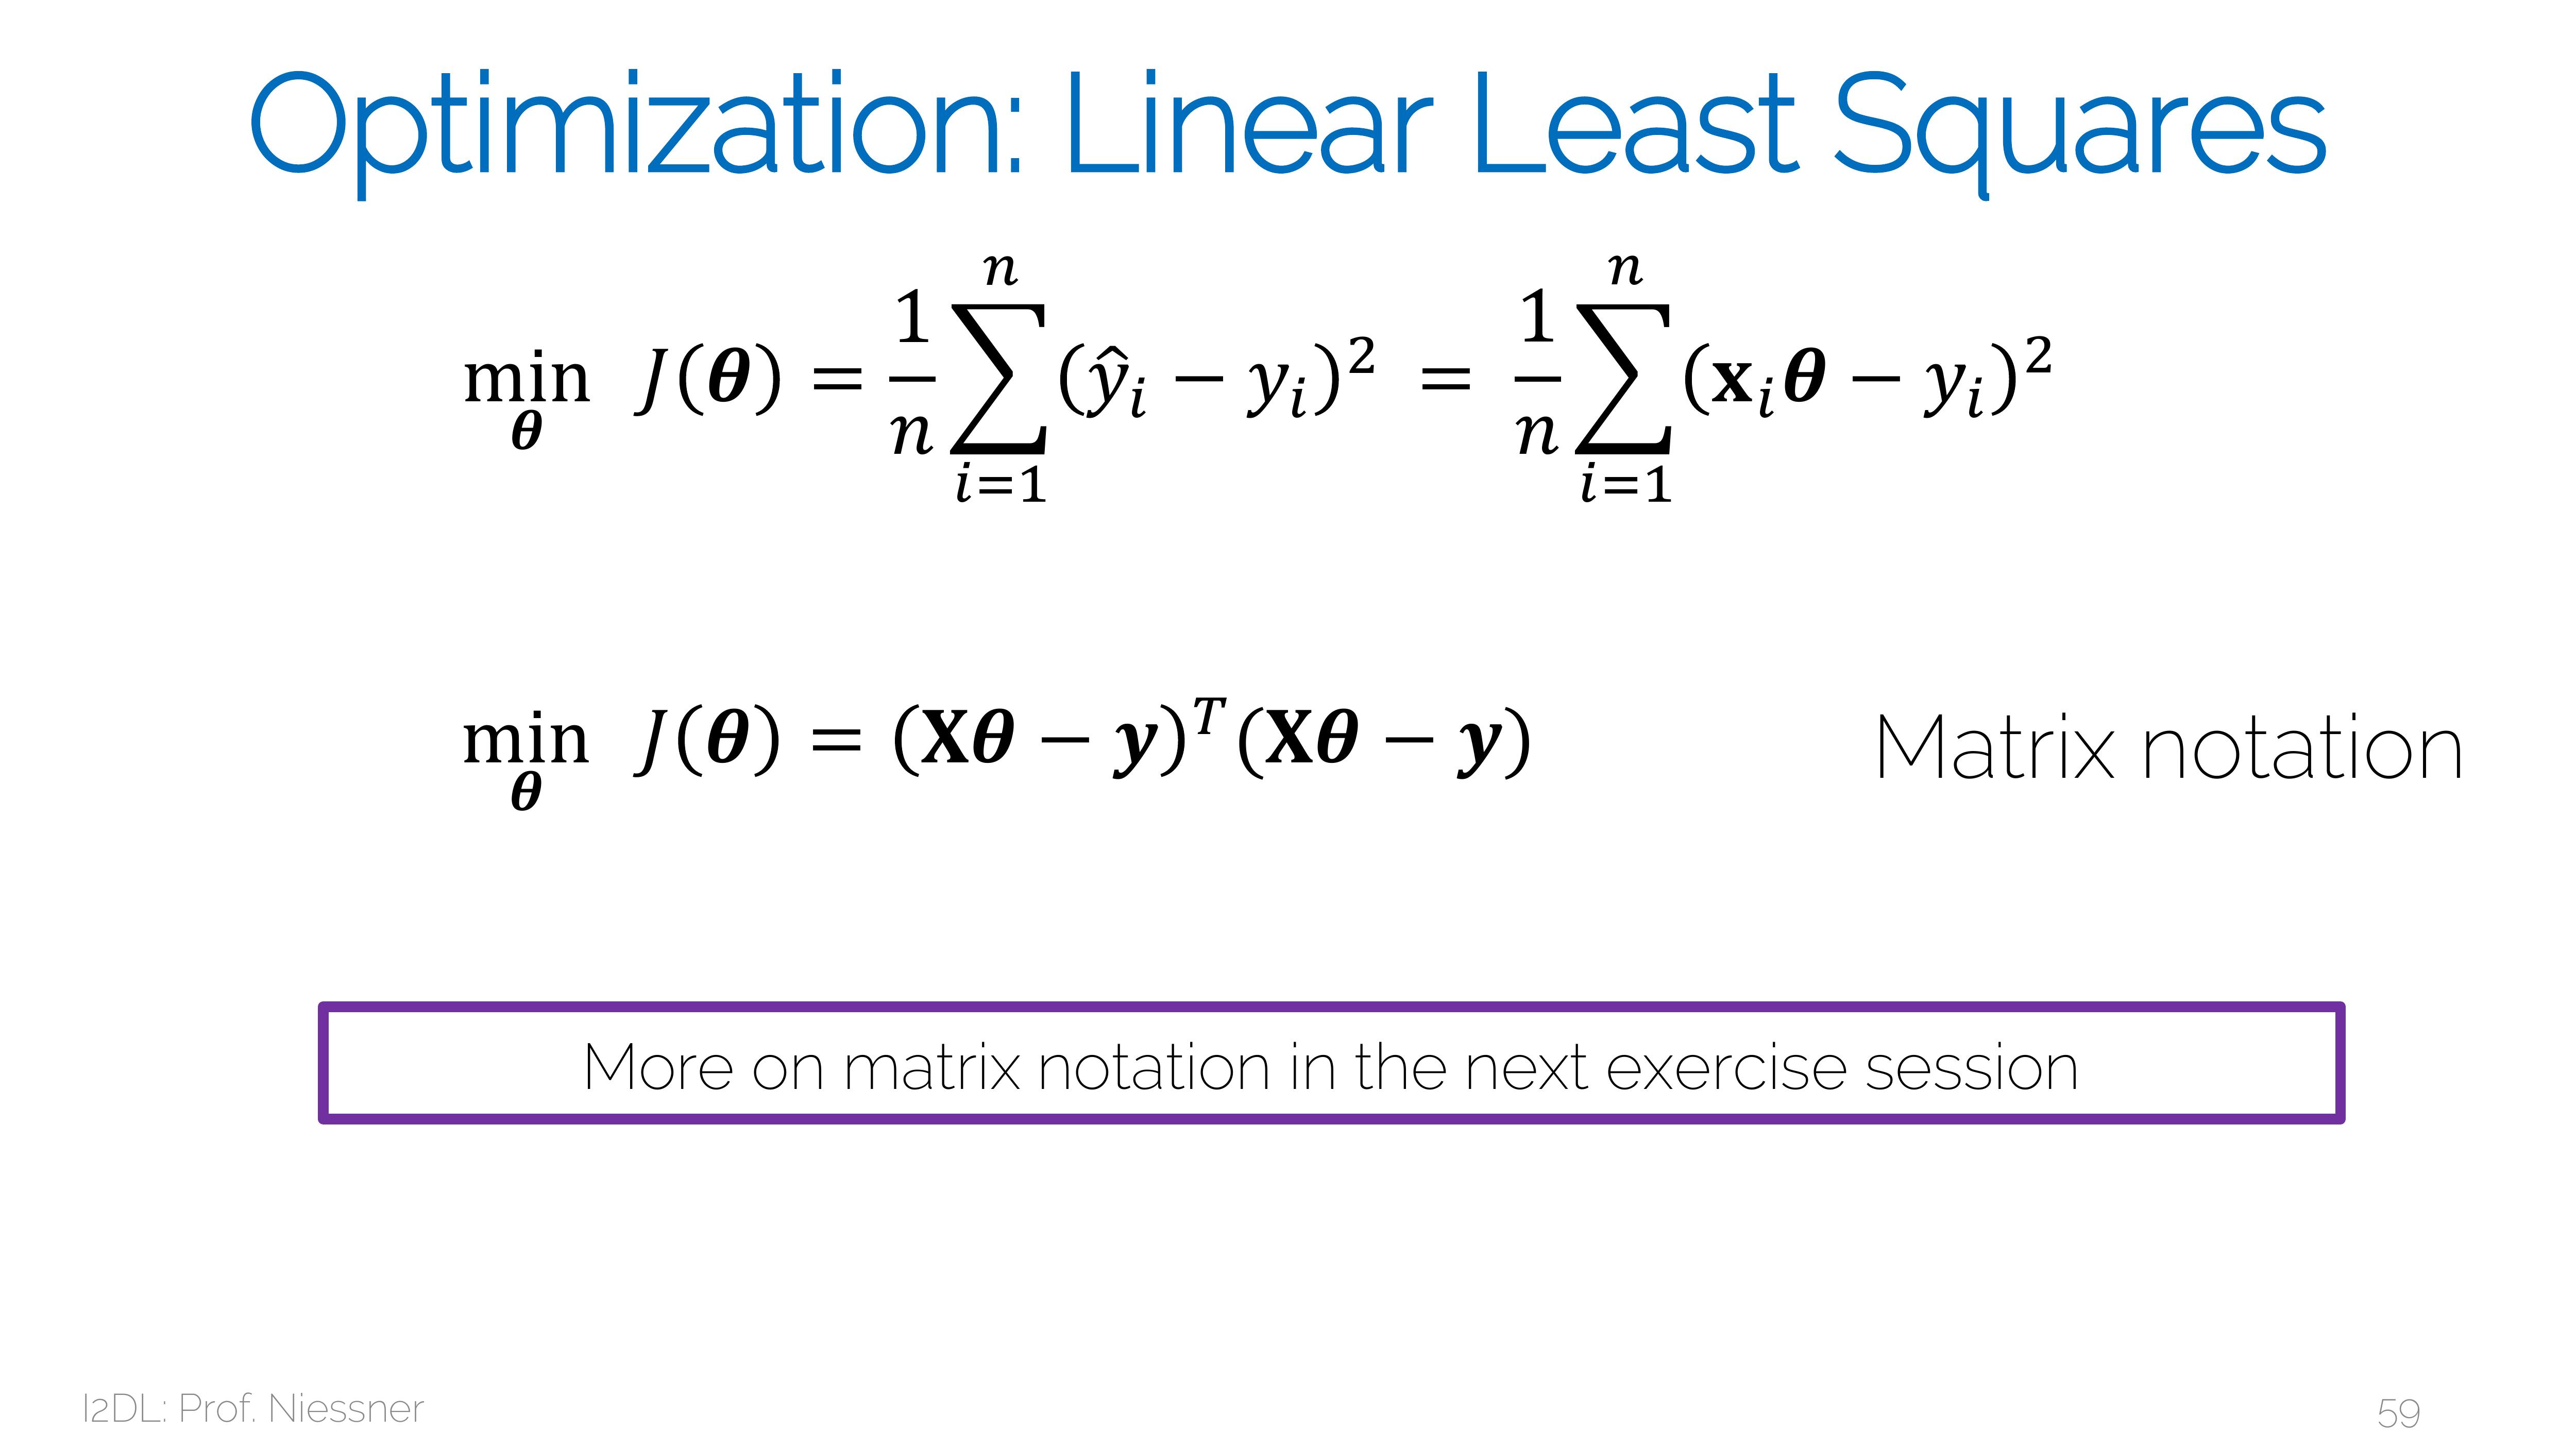 Optimization: Linear Least Squares
$\min_{\boldsymbol{\theta}} \; J(\boldsymbol{\theta}) = \frac{1}{n} \sum_{i=1}^{n} (\hat{y}_i - y_i)^2 = \frac{1}{n} \sum_{i=1}^{n} (\mathbf{x}_i \boldsymbol{\theta} - y_i)^2$
$\min_{\boldsymbol{\theta}} \; J(\boldsymbol{\theta}) = (\mathbf{X}\boldsymbol{\theta} - \boldsymbol{y})^T (\mathbf{X}\boldsymbol{\theta} - \boldsymbol{y})$ Matrix notation
More on matrix notation in the next exercise session
I2DL: Prof. Niessner 59